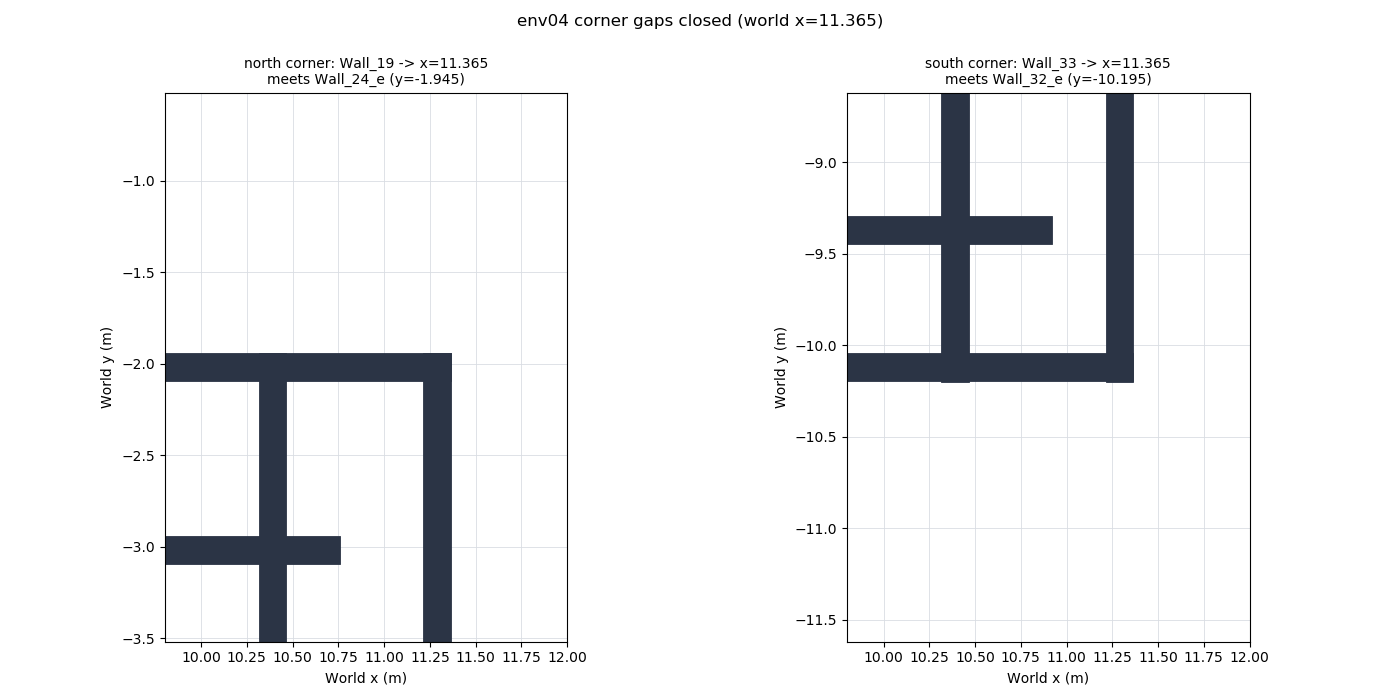 env04 corner gaps closed (world x=11.365)
north corner: Wall_19 -> x=11.365
meets Wall_24_e (y=-1.945)
−1.0
−1.5
−2.0
−2.5
−3.0
−3.5
World y (m)
10.00 10.25 10.50 10.75 11.00 11.25 11.50 11.75 12.00
World x (m)
south corner: Wall_33 -> x=11.365
meets Wall_32_e (y=-10.195)
−9.0
−9.5
−10.0
−10.5
−11.0
−11.5
World y (m)
10.00 10.25 10.50 10.75 11.00 11.25 11.50 11.75 12.00
World x (m)